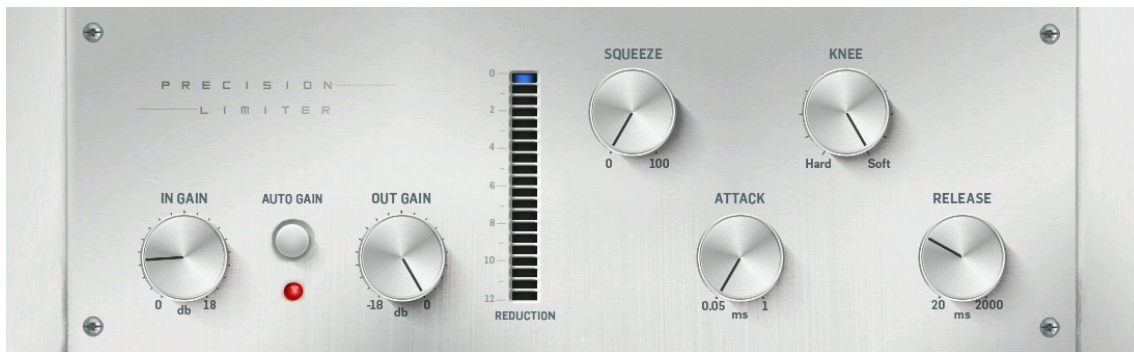 PRECISION
LIMITER
SQUEEZE
0 100
KNEE
Hard Soft
0
2
4
6
8
10
12
REDUCTION
IN GAIN
0 db 18
AUTO GAIN
OUT GAIN
-18 db 0
ATTACK
0.05 ms 1
RELEASE
20 ms 2000